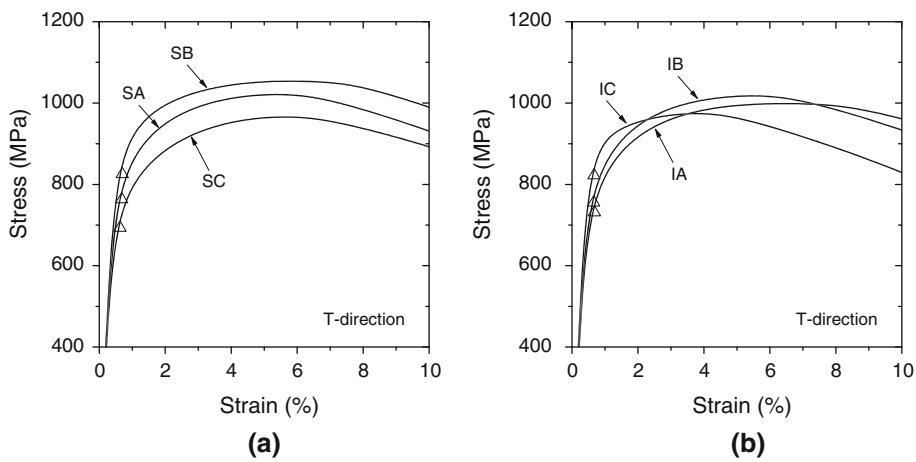 1200
1000
800
600
400
Stress (MPa)
SB
SA
SC
T-direction
0
2
4
6
8
10
Strain (%)
(a)
1200
1000
800
600
400
Stress (MPa)
IB
IC
IA
T-direction
0
2
4
6
8
10
Strain (%)
(b)